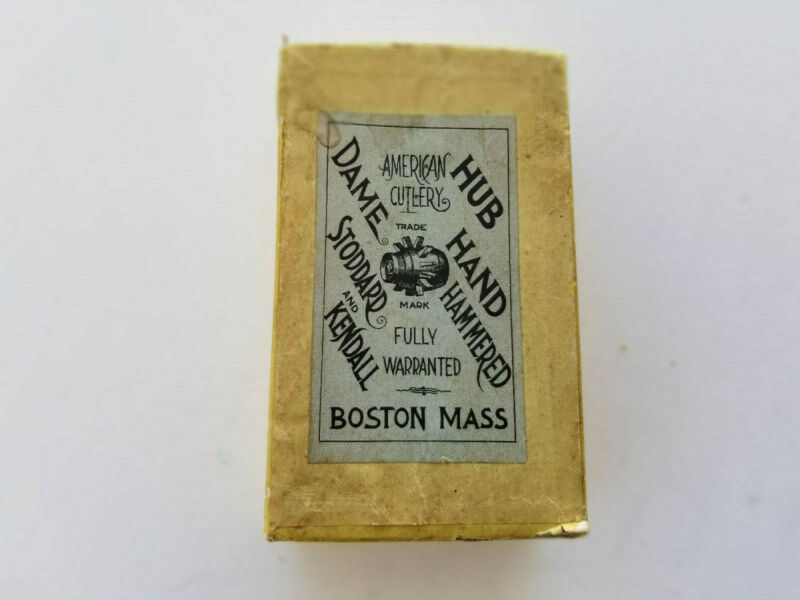 AMERICAN
CUTLERY
DAME
STODDARD
AND
KENDALL
HUB
HAND
HAMMERED
TRADE
MARK
FULLY
WARRANTED
BOSTON MASS